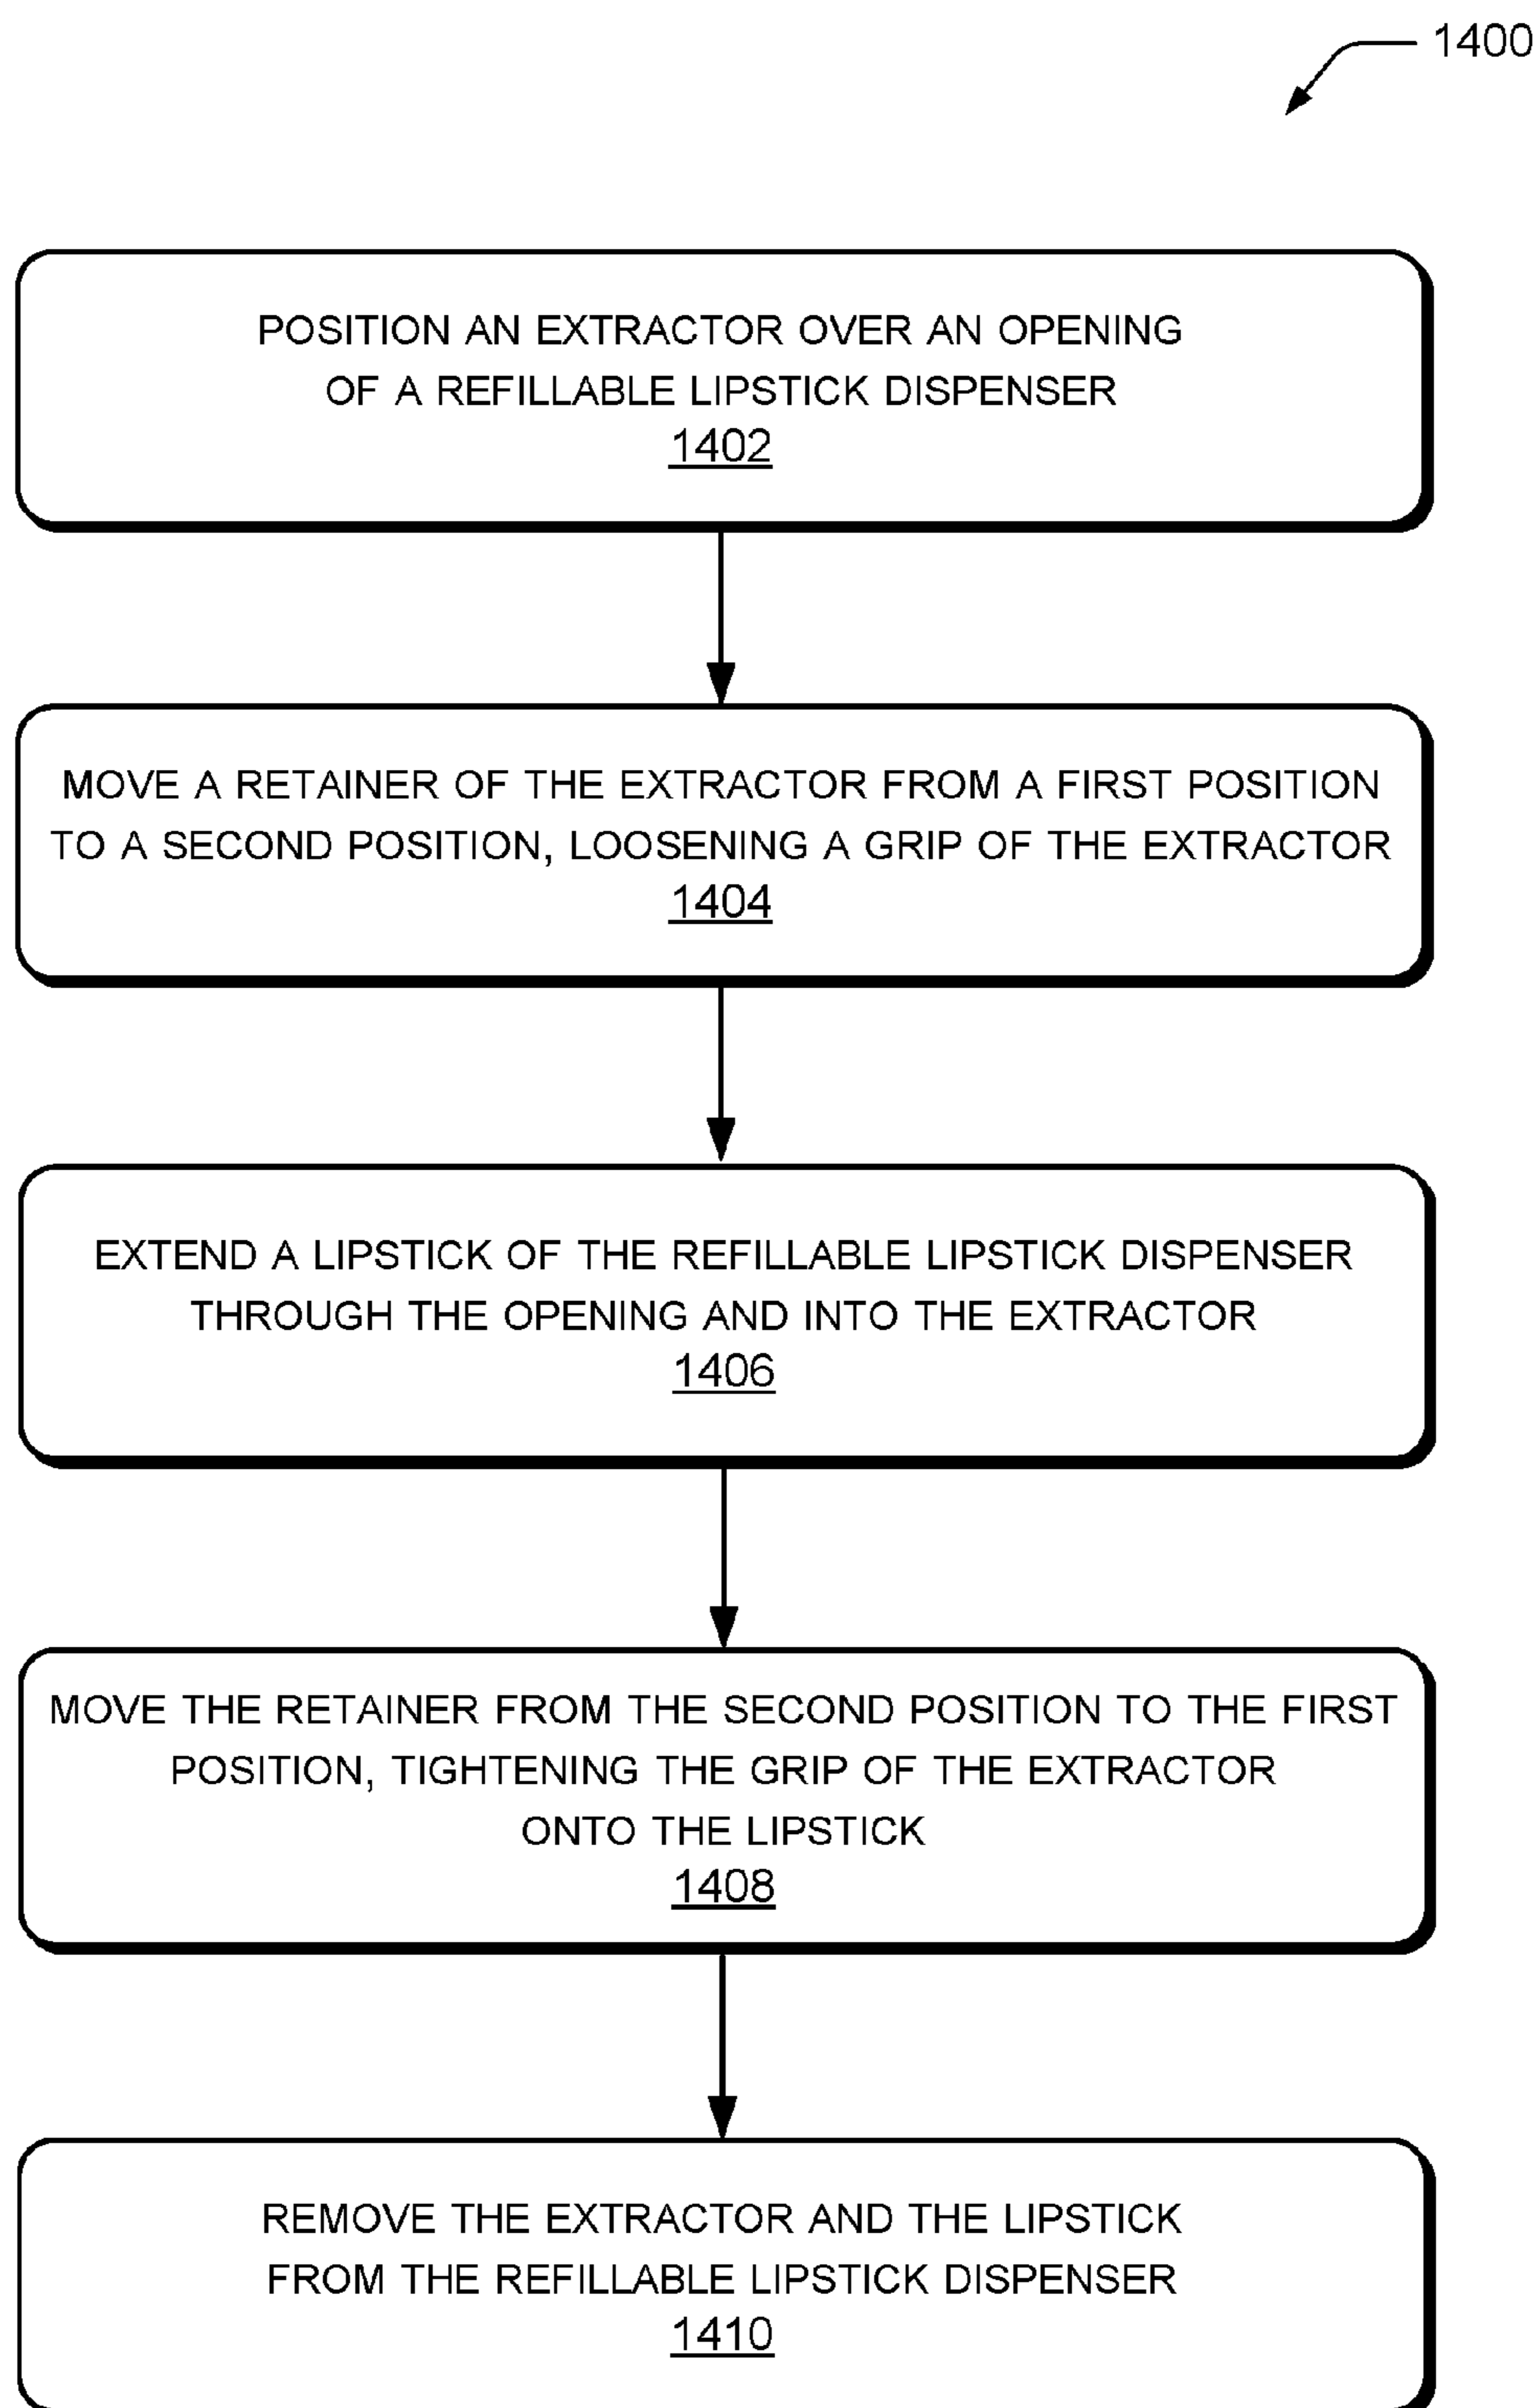 1400
POSITION AN EXTRACTOR OVER AN OPENING
OF A REFILLABLE LIPSTICK DISPENSER
1402
MOVE A RETAINER OF THE EXTRACTOR FROM A FIRST POSITION
TO A SECOND POSITION, LOOSENING A GRIP OF THE EXTRACTOR
1404
EXTEND A LIPSTICK OF THE REFILLABLE LIPSTICK DISPENSER
THROUGH THE OPENING AND INTO THE EXTRACTOR
1406
MOVE THE RETAINER FROM THE SECOND POSITION TO THE FIRST
POSITION, TIGHTENING THE GRIP OF THE EXTRACTOR
ONTO THE LIPSTICK
1408
REMOVE THE EXTRACTOR AND THE LIPSTICK
FROM THE REFILLABLE LIPSTICK DISPENSER
1410